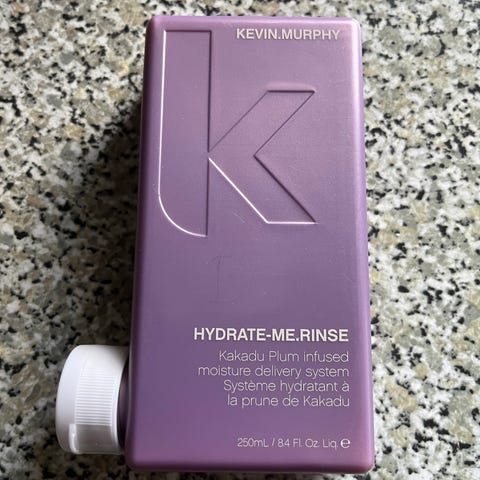 KEVIN.MURPHY
k
HYDRATE-ME.RINSE
Kakadu Plum infused
moisture delivery system
Système hydratant à
la prune de Kakadu
250mL / 8.4 Fl. Oz. Liq. ℮